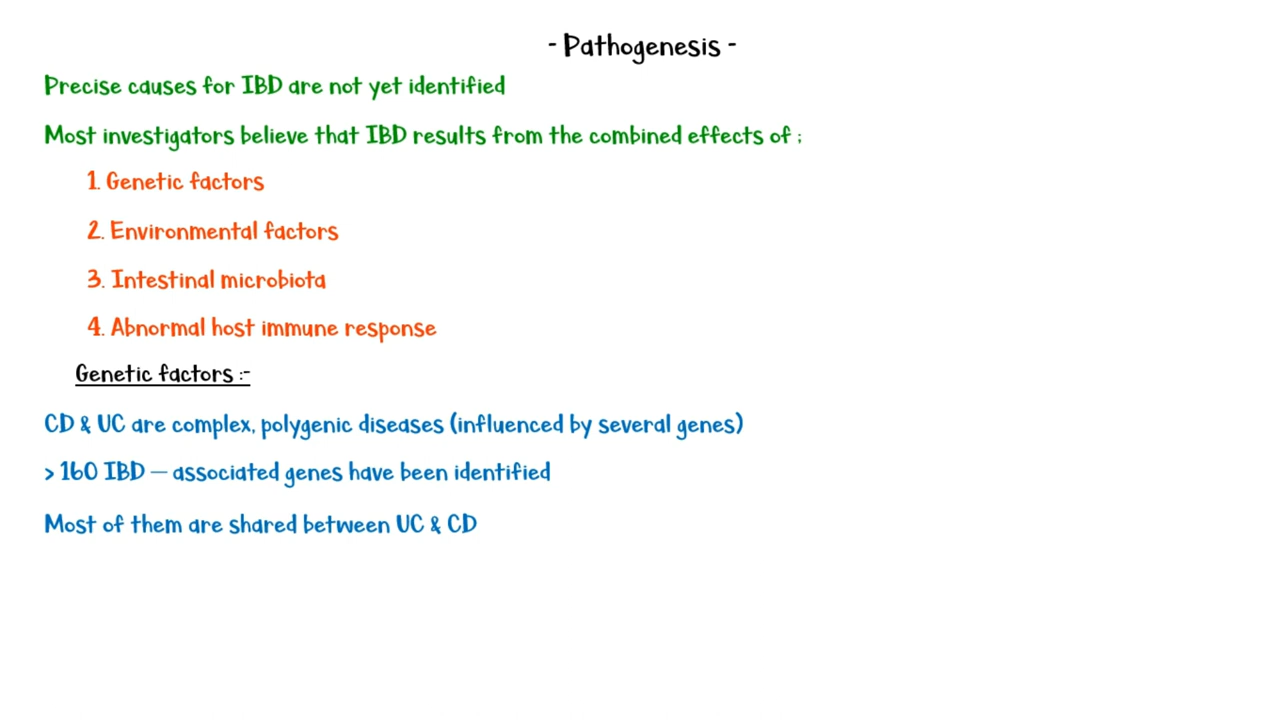 - Pathogenesis -
Precise causes for IBD are not yet identified
Most investigators believe that IBD results from the combined effects of ;
1. Genetic factors
2. Environmental factors
3. Intestinal microbiota
4. Abnormal host immune response
Genetic factors :-
CD & UC are complex, polygenic diseases (influenced by several genes)
> 160 IBD – associated genes have been identified
Most of them are shared between UC & CD